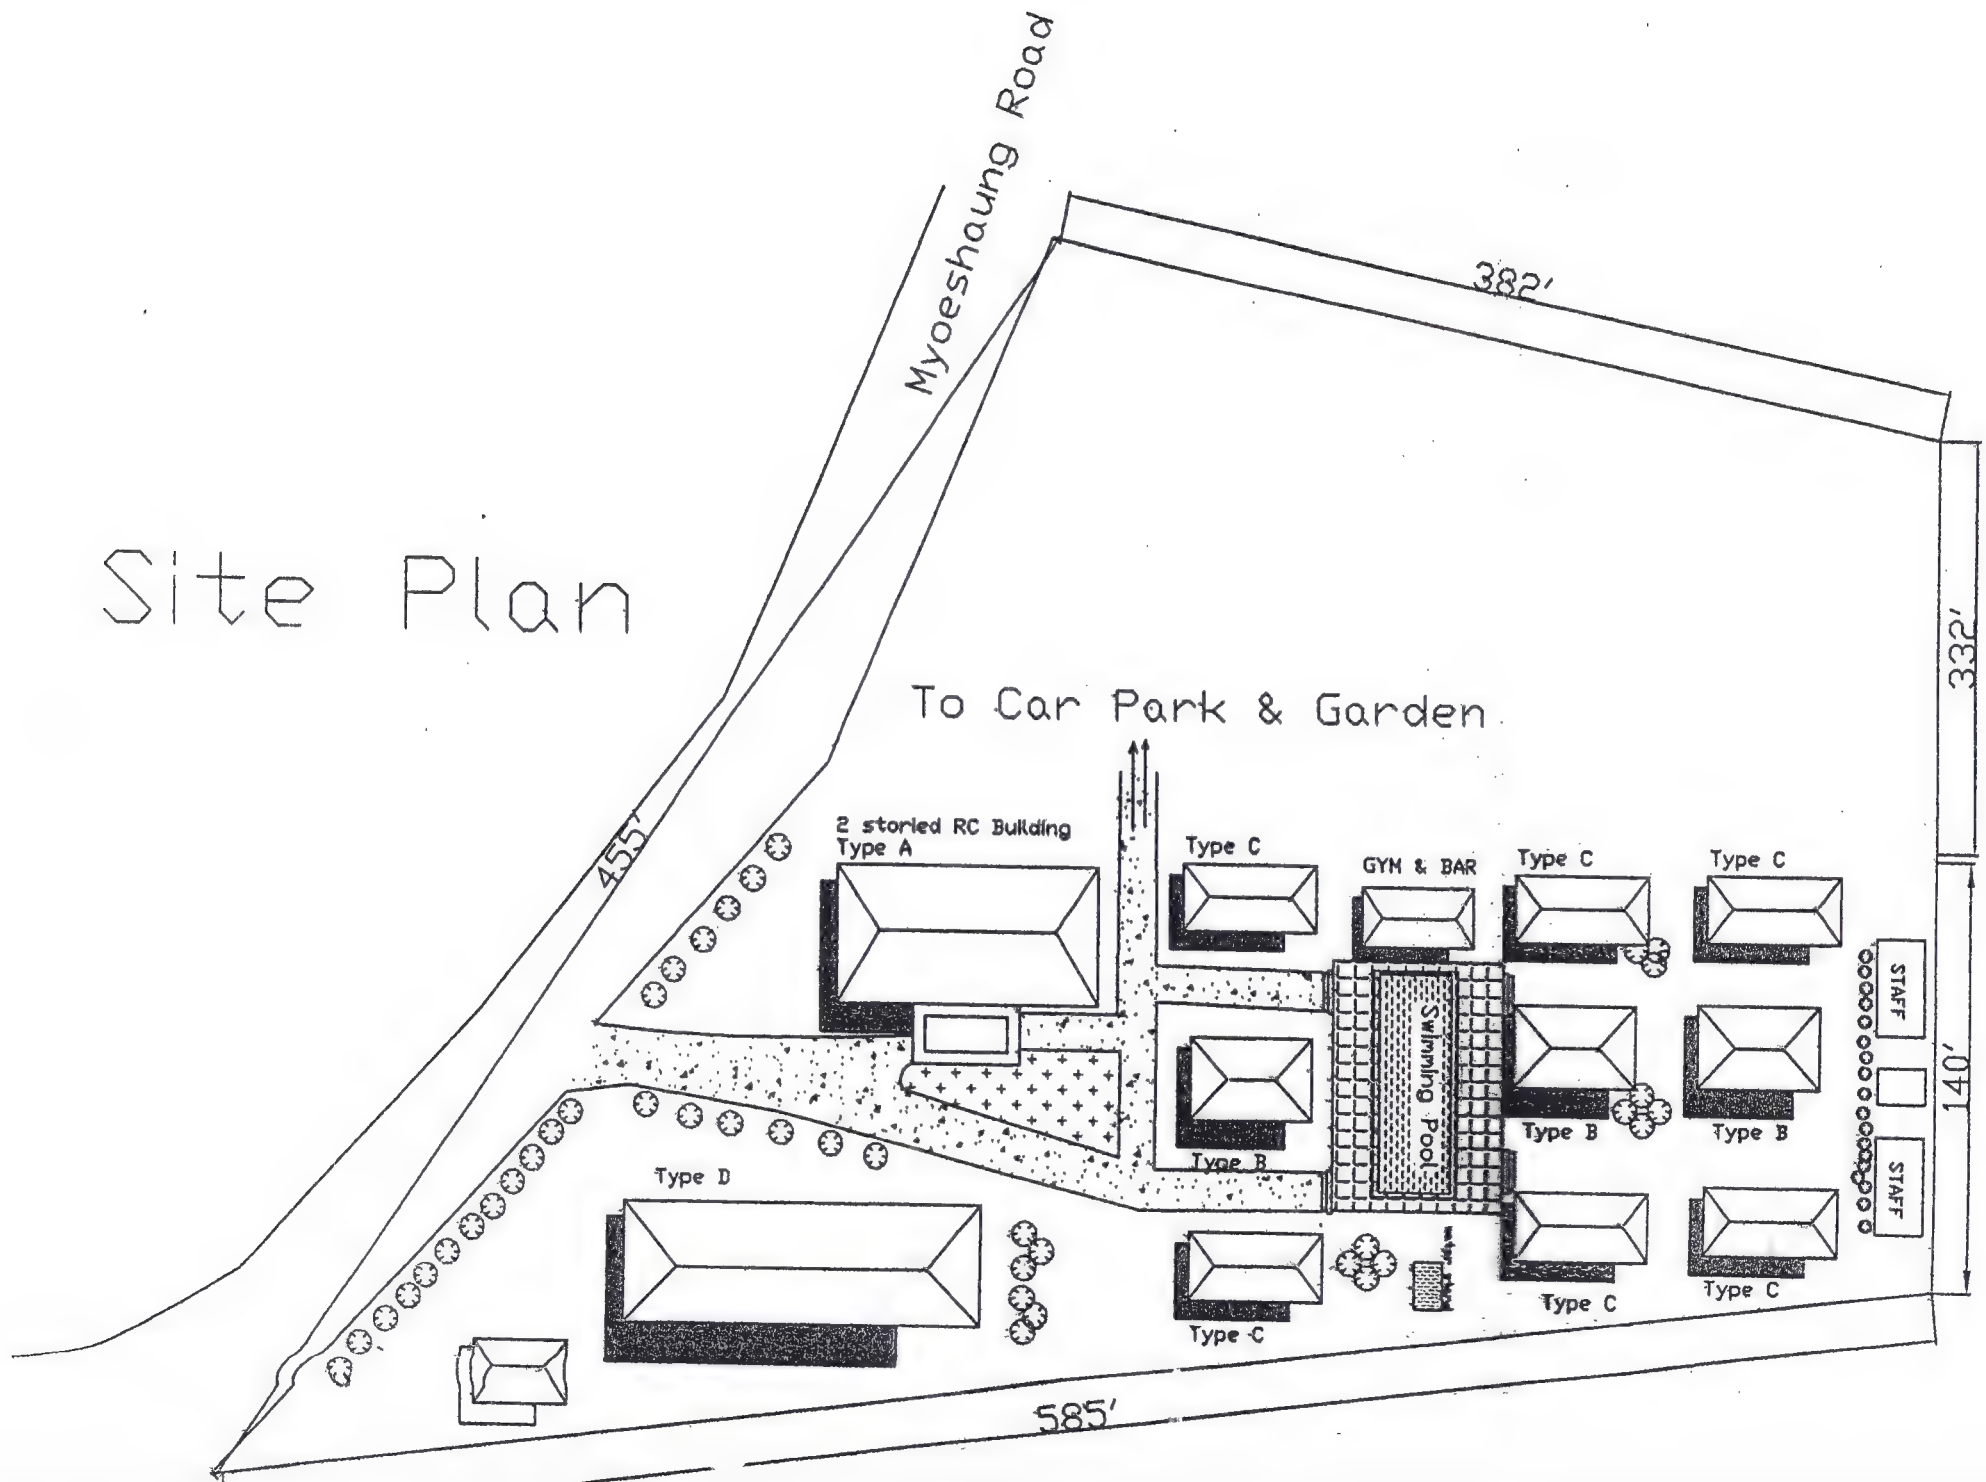 Myoeshaung Road
382'
Site Plan
332'
To Car Park & Garden
455'
2 storied RC Building
Type A
Type C
GYM & BAR
Type C
Type C
STAFF
Swimming Pool
140'
Type B
Type B
Type B
STAFF
Type D
Type C
Type C
Type C
585'